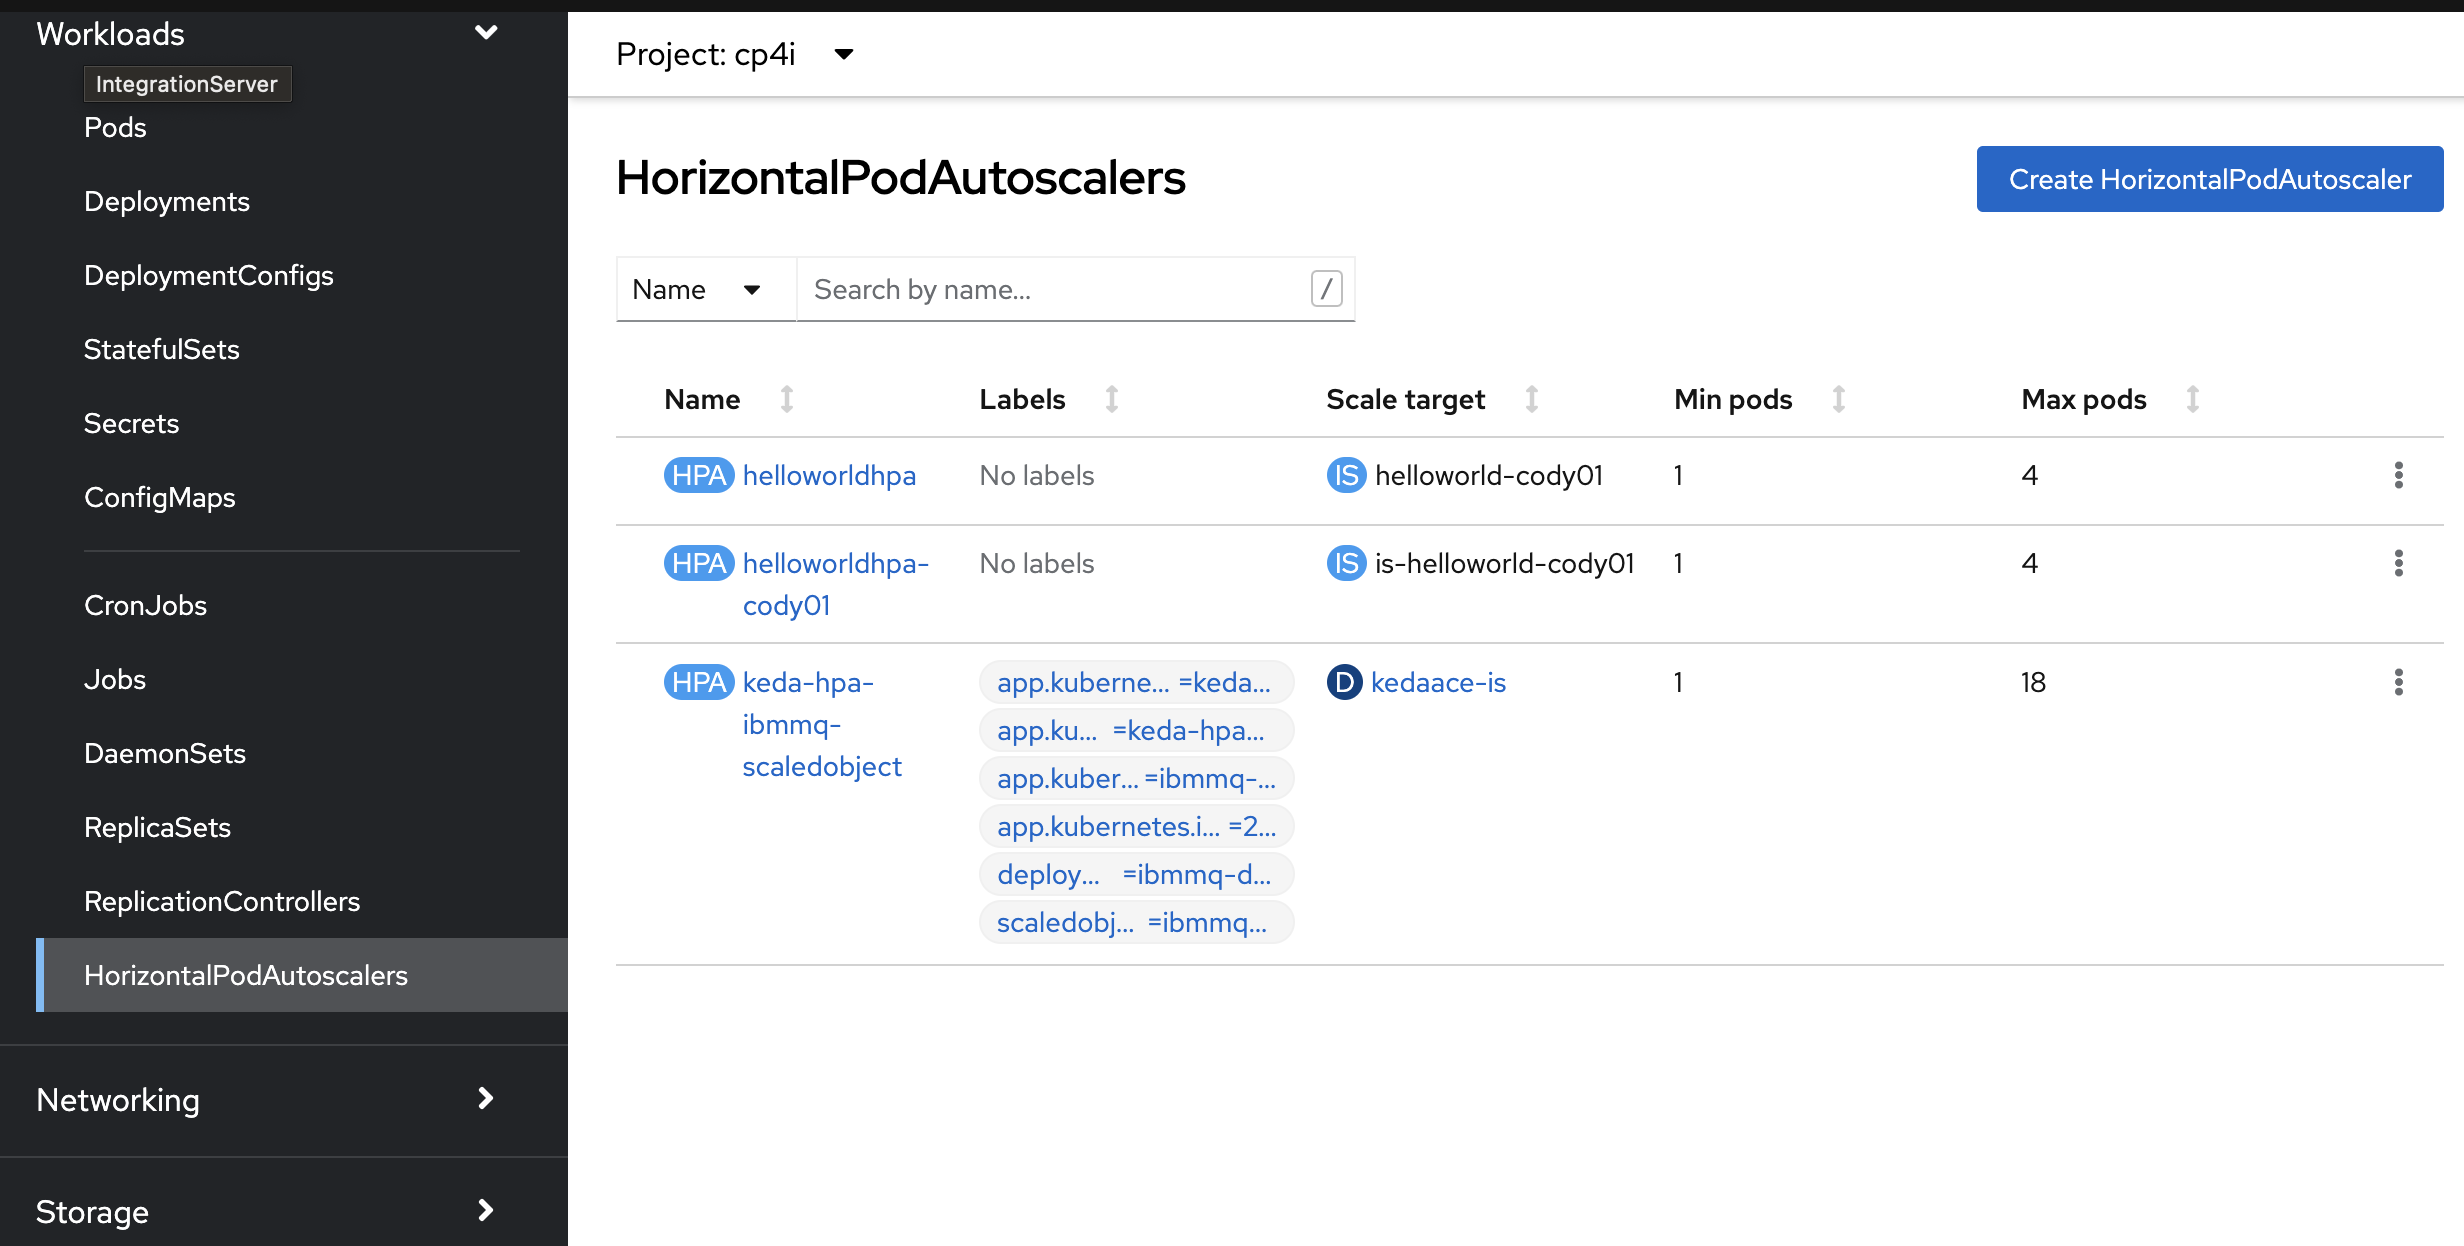 Workloads
IntegrationServer
Pods
Deployments
DeploymentConfigs
StatefulSets
Secrets
ConfigMaps
CronJobs
Jobs
DaemonSets
ReplicaSets
ReplicationControllers
HorizontalPodAutoscalers
Networking
Storage
Project: cp4i
HorizontalPodAutoscalers
Create HorizontalPodAutoscaler
Name Search by name... /
Name Labels Scale target Min pods Max pods
HPA helloworldhpa No labels IS helloworld-cody01 1 4
HPA helloworldhpa- No labels IS is-helloworld-cody01 1 4
cody01
HPA keda-hpa- app.kuberne... =keda... D kedaace-is 1 18
ibmmq- app.ku... =keda-hpa...
scaledobject app.kuber... =ibmmq-...
app.kubernetes.i... =2...
deploy... =ibmmq-d...
scaledobj... =ibmmq...